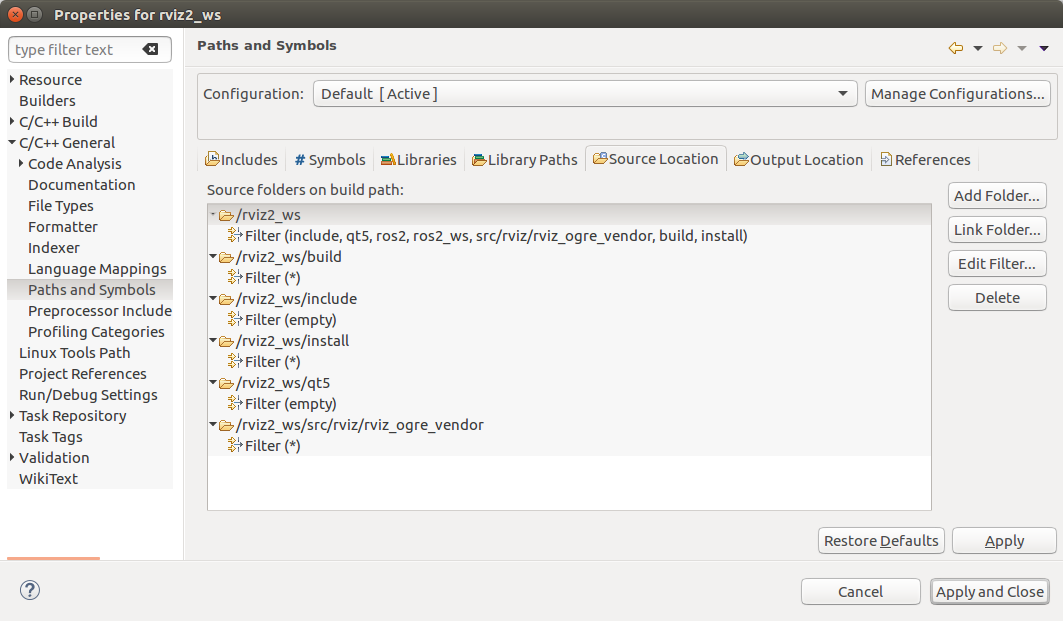 Properties for rviz2_ws
type filter text
Resource
Builders
C/C++ Build
C/C++ General
Code Analysis
Documentation
File Types
Formatter
Indexer
Language Mappings
Paths and Symbols
Preprocessor Include
Profiling Categories
Linux Tools Path
Project References
Run/Debug Settings
Task Repository
Task Tags
Validation
WikiText
Paths and Symbols
Configuration: Default [ Active ] Manage Configurations...
Includes # Symbols Libraries Library Paths Source Location Output Location References
Source folders on build path:
/rviz2_ws
Filter (include, qt5, ros2, ros2_ws, src/rviz/rviz_ogre_vendor, build, install)
/rviz2_ws/build
Filter (*)
/rviz2_ws/include
Filter (empty)
/rviz2_ws/install
Filter (*)
/rviz2_ws/qt5
Filter (empty)
/rviz2_ws/src/rviz/rviz_ogre_vendor
Filter (*)
Add Folder...
Link Folder...
Edit Filter...
Delete
Restore Defaults Apply
? Cancel Apply and Close